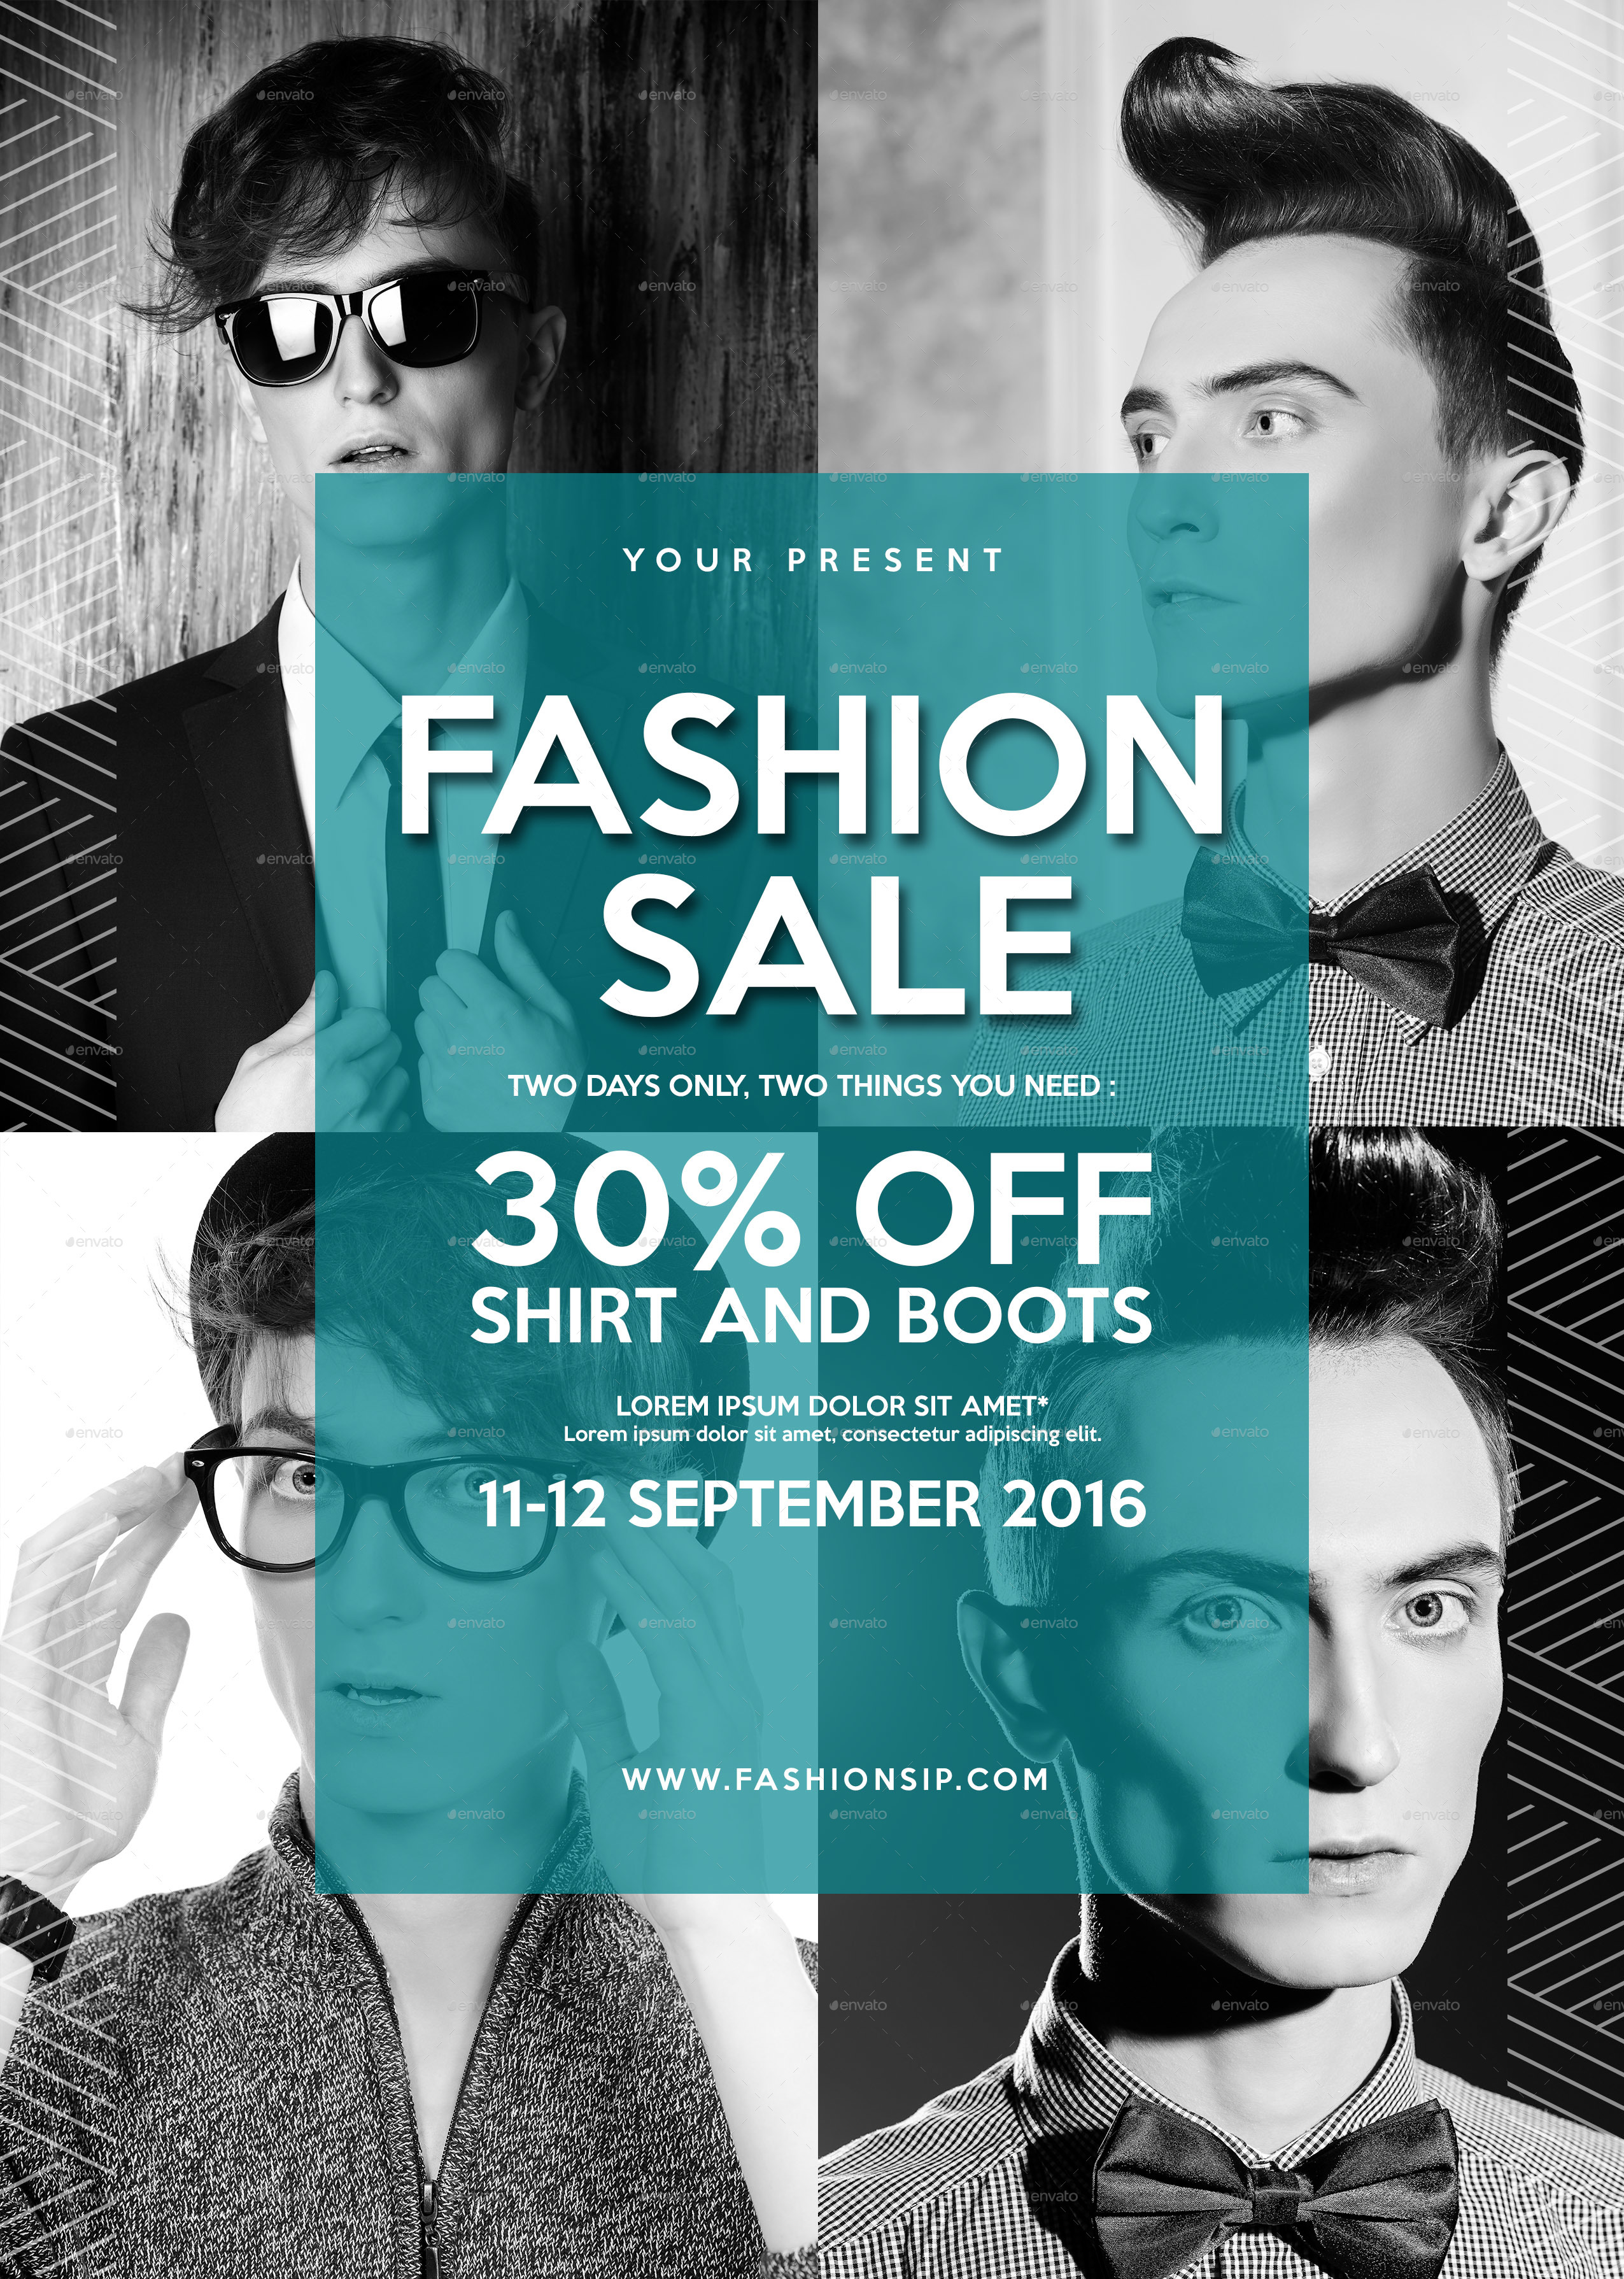 YOUR PRESENT
FASHION
SALE
TWO DAYS ONLY, TWO THINGS YOU NEED :
30% OFF
SHIRT AND BOOTS
LOREM IPSUM DOLOR SIT AMET*
Lorem ipsum dolor sit amet, consectetur adipiscing elit.
11-12 SEPTEMBER 2016
WWW.FASHIONSIP.COM
envato